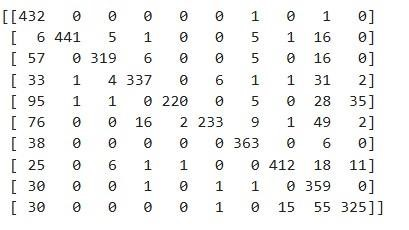 [[432 0 0 0 0 0 1 0 1 0]
[ 6 441 5 1 0 0 5 1 16 0]
[ 57 0 319 6 0 0 5 0 16 0]
[ 33 1 4 337 0 6 1 1 31 2]
[ 95 1 1 0 220 0 5 0 28 35]
[ 76 0 0 16 2 233 9 1 49 2]
[ 38 0 0 0 0 0 363 0 6 0]
[ 25 0 6 1 1 0 0 412 18 11]
[ 30 0 0 1 0 1 1 0 359 0]
[ 30 0 0 0 0 1 0 15 55 325]]